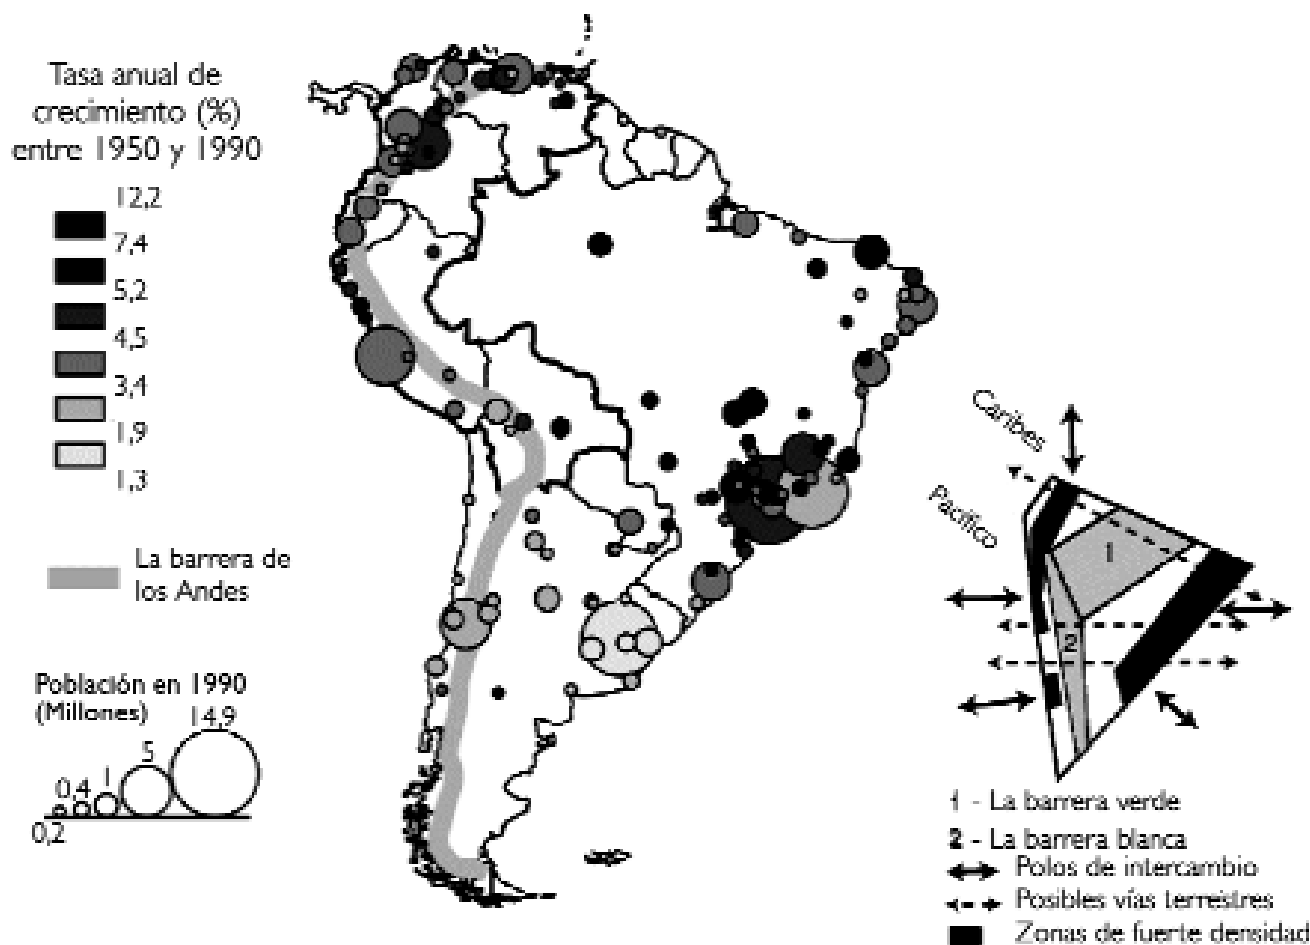 Tasa anual de
crecimiento (%)
entre 1950 y 1990
12,2
7,4
5,2
4,5
3,4
1,9
1,3
La barrera de
los Andes
Población en 1990
(Millones)
14,9
5
1
0,4
0,2
Caribes
Pacífico
1
2
1 - La barrera verde
2 - La barrera blanca
Polos de intercambio
Posibles vías terrestres
Zonas de fuerte densidad